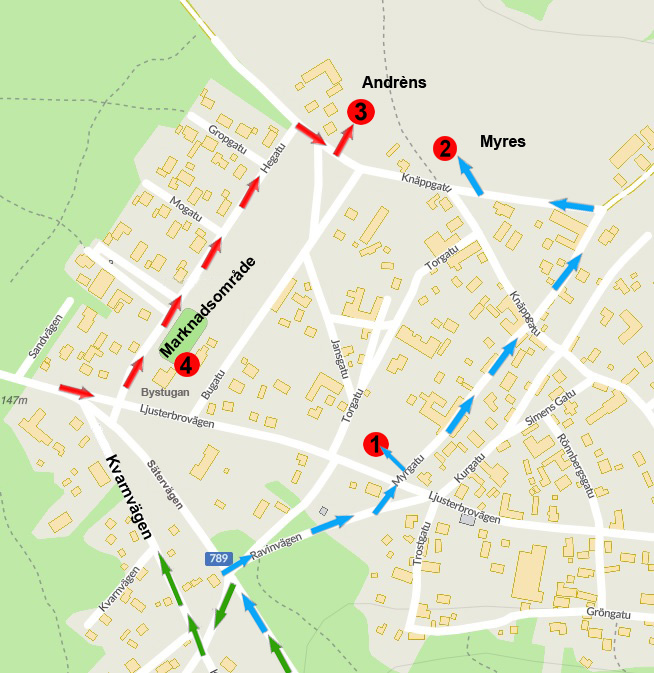 Andrèns
3
2
Myres
Gropgatu
Hegatu
Knäppgatu
Mogatu
Torgatu
Marknadsområde
Knäppgatu
Sandvägen
4
Jansgatu
147m
Bystugan
Bugatu
Torgatu
Simens Gatu
Ljusterbrovägen
1
Rönnbergsgatu
Kvarnvägen
Sätervägen
Myrgatu
Kurgatu
Ljusterbrovägen
Ravinvägen
789
Trostgatu
Kvarnvägen
Gröngatu